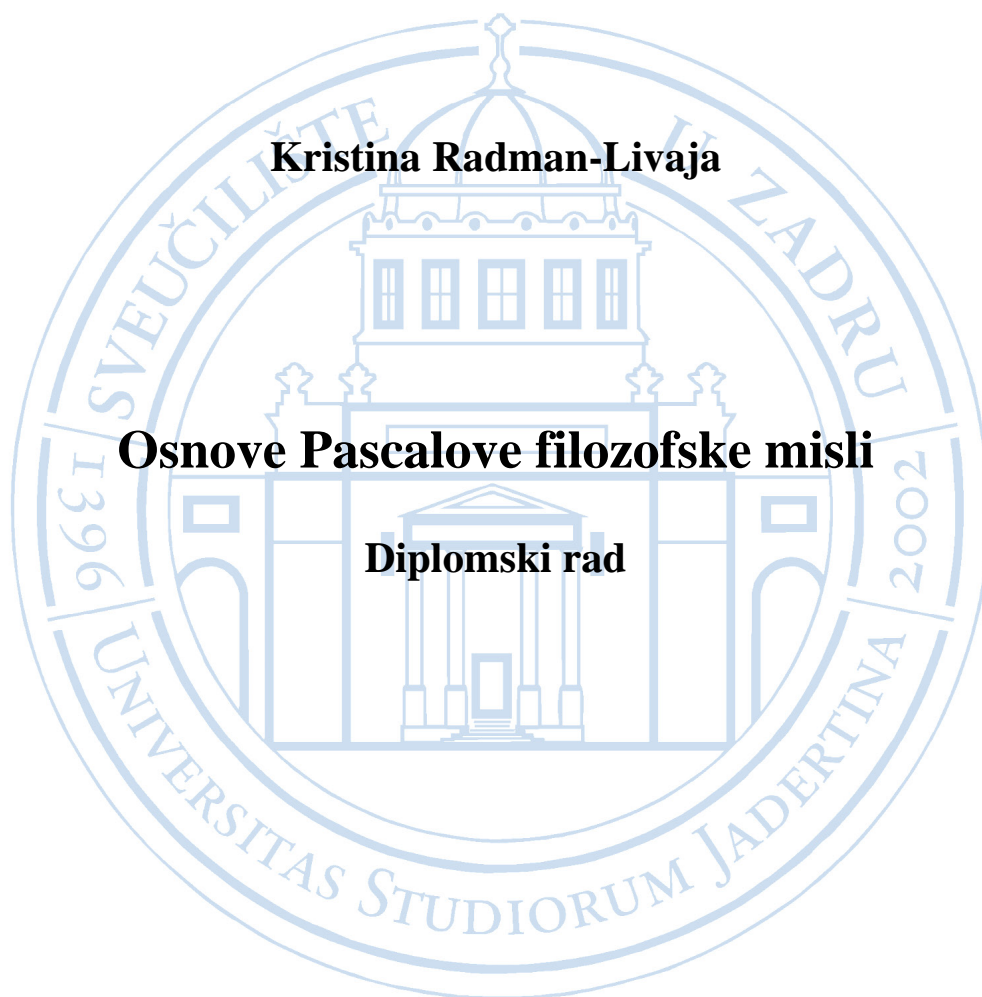 Kristina Radman-Livaja
Osnove Pascalove filozofske misli
Diplomski rad
SVEUČILIŠTE U ZADRU
1396
2002
UNIVERSITAS STUDIORUM JADERTINA